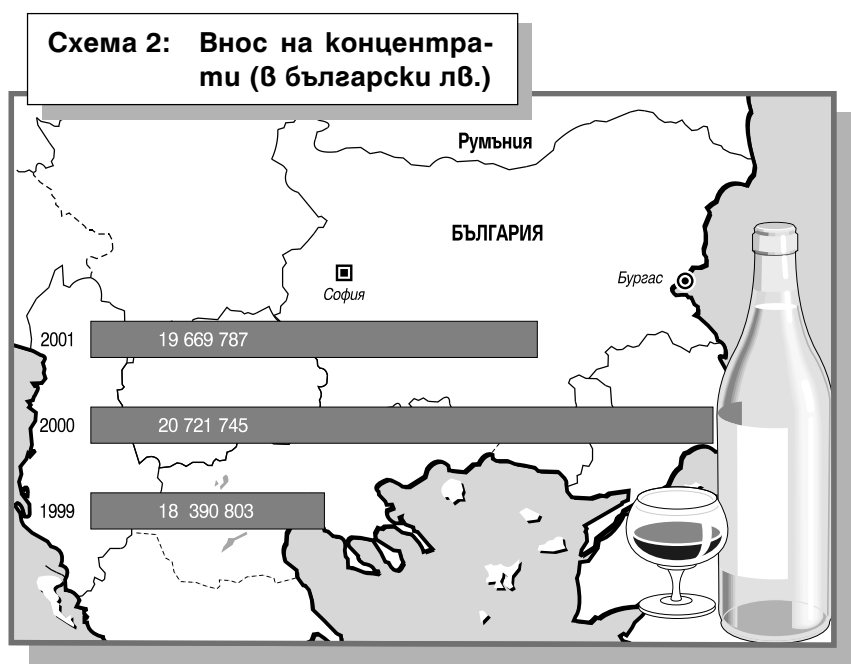 Схема 2: Внос на концентра-
ти (в български лв.)
Румъния
БЪЛГАРИЯ
София
Бургас
2001 19 669 787
2000 20 721 745
1999 18 390 803